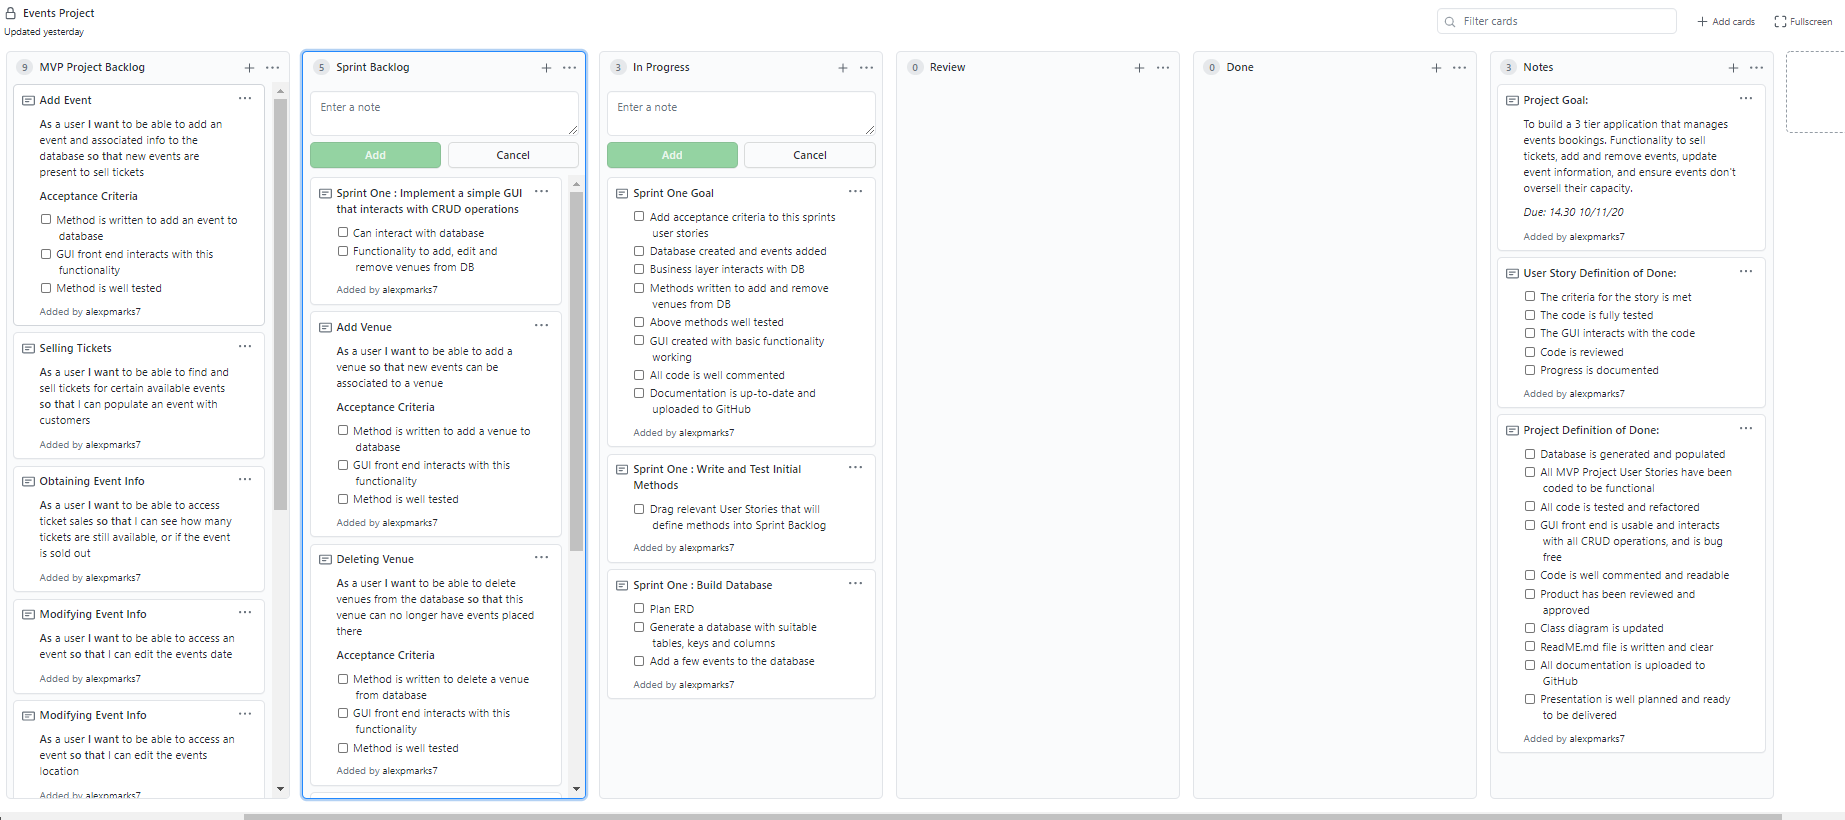 Events Project
Updated yesterday
Filter cards
Add cards
Fullscreen
9 MVP Project Backlog
Add Event
As a user I want to be able to add an
event and associated info to the
database so that new events are
present to sell tickets
Acceptance Criteria
Method is written to add an event to
database
GUI front end interacts with this
functionality
Method is well tested
Added by alexpmarks7
Selling Tickets
As a user I want to be able to find and
sell tickets for certain available events
so that I can populate an event with
customers
Added by alexpmarks7
Obtaining Event Info
As a user I want to be able to access
ticket sales so that I can see how many
tickets are still available, or if the event
is sold out
Added by alexpmarks7
Modifying Event Info
As a user I want to be able to access an
event so that I can edit the events date
Added by alexpmarks7
Modifying Event Info
As a user I want to be able to access an
event so that I can edit the events
location
Added by alexpmarks7
5 Sprint Backlog
Enter a note
Add
Cancel
Sprint One : Implement a simple GUI
that interacts with CRUD operations
Can interact with database
Functionality to add, edit and
remove venues from DB
Added by alexpmarks7
Add Venue
As a user I want to be able to add a
venue so that new events can be
associated to a venue
Acceptance Criteria
Method is written to add a venue to
database
GUI front end interacts with this
functionality
Method is well tested
Added by alexpmarks7
Deleting Venue
As a user I want to be able to delete
venues from the database so that this
venue can no longer have events placed
there
Acceptance Criteria
Method is written to delete a venue
from database
GUI front end interacts with this
functionality
Method is well tested
Added by alexpmarks7
3 In Progress
Enter a note
Add
Cancel
Sprint One Goal
Add acceptance criteria to this sprints
user stories
Database created and events added
Business layer interacts with DB
Methods written to add and remove
venues from DB
Above methods well tested
GUI created with basic functionality
working
All code is well commented
Documentation is up-to-date and
uploaded to GitHub
Added by alexpmarks7
Sprint One : Write and Test Initial
Methods
Drag relevant User Stories that will
define methods into Sprint Backlog
Added by alexpmarks7
Sprint One : Build Database
Plan ERD
Generate a database with suitable
tables, keys and columns
Add a few events to the database
Added by alexpmarks7
0 Review
0 Done
3 Notes
Project Goal:
To build a 3 tier application that manages
events bookings. Functionality to sell
tickets, add and remove events, update
event information, and ensure events don't
oversell their capacity.
Due: 14.30 10/11/20
Added by alexpmarks7
User Story Definition of Done:
The criteria for the story is met
The code is fully tested
The GUI interacts with the code
Code is reviewed
Progress is documented
Added by alexpmarks7
Project Definition of Done:
Database is generated and populated
All MVP Project User Stories have been
coded to be functional
All code is tested and refactored
GUI front end is usable and interacts
with all CRUD operations, and is bug
free
Code is well commented and readable
Product has been reviewed and
approved
Class diagram is updated
ReadME.md file is written and clear
All documentation is uploaded to
GitHub
Presentation is well planned and ready
to be delivered
Added by alexpmarks7